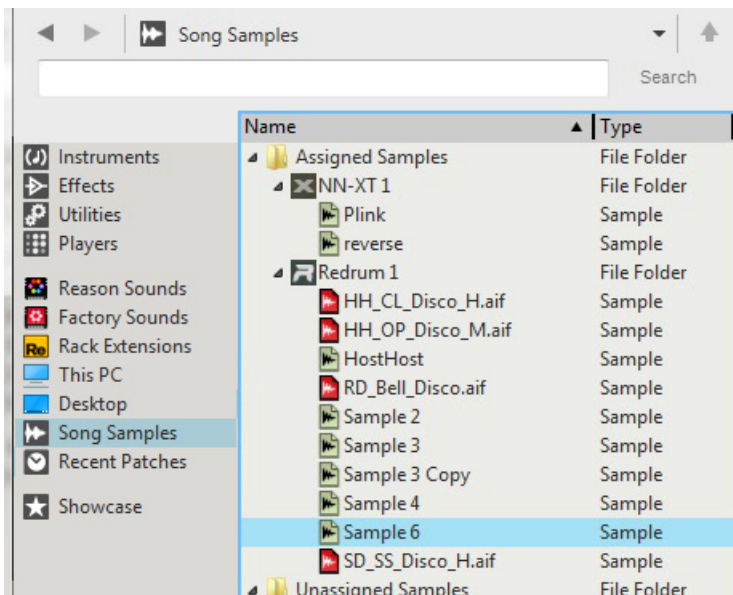 Song Samples
Search
Name Type
Instruments
Effects
Utilities
Players
Reason Sounds
Factory Sounds
Re Rack Extensions
This PC
Desktop
Song Samples
Recent Patches
Showcase
Assigned Samples File Folder
NN-XT 1 File Folder
Plink Sample
reverse Sample
Redrum 1 File Folder
HH_CL_Disco_H.aif Sample
HH_OP_Disco_M.aif Sample
HostHost Sample
RD_Bell_Disco.aif Sample
Sample 2 Sample
Sample 3 Sample
Sample 3 Copy Sample
Sample 4 Sample
Sample 6 Sample
SD_SS_Disco_H.aif Sample
Unassigned Samples File Folder